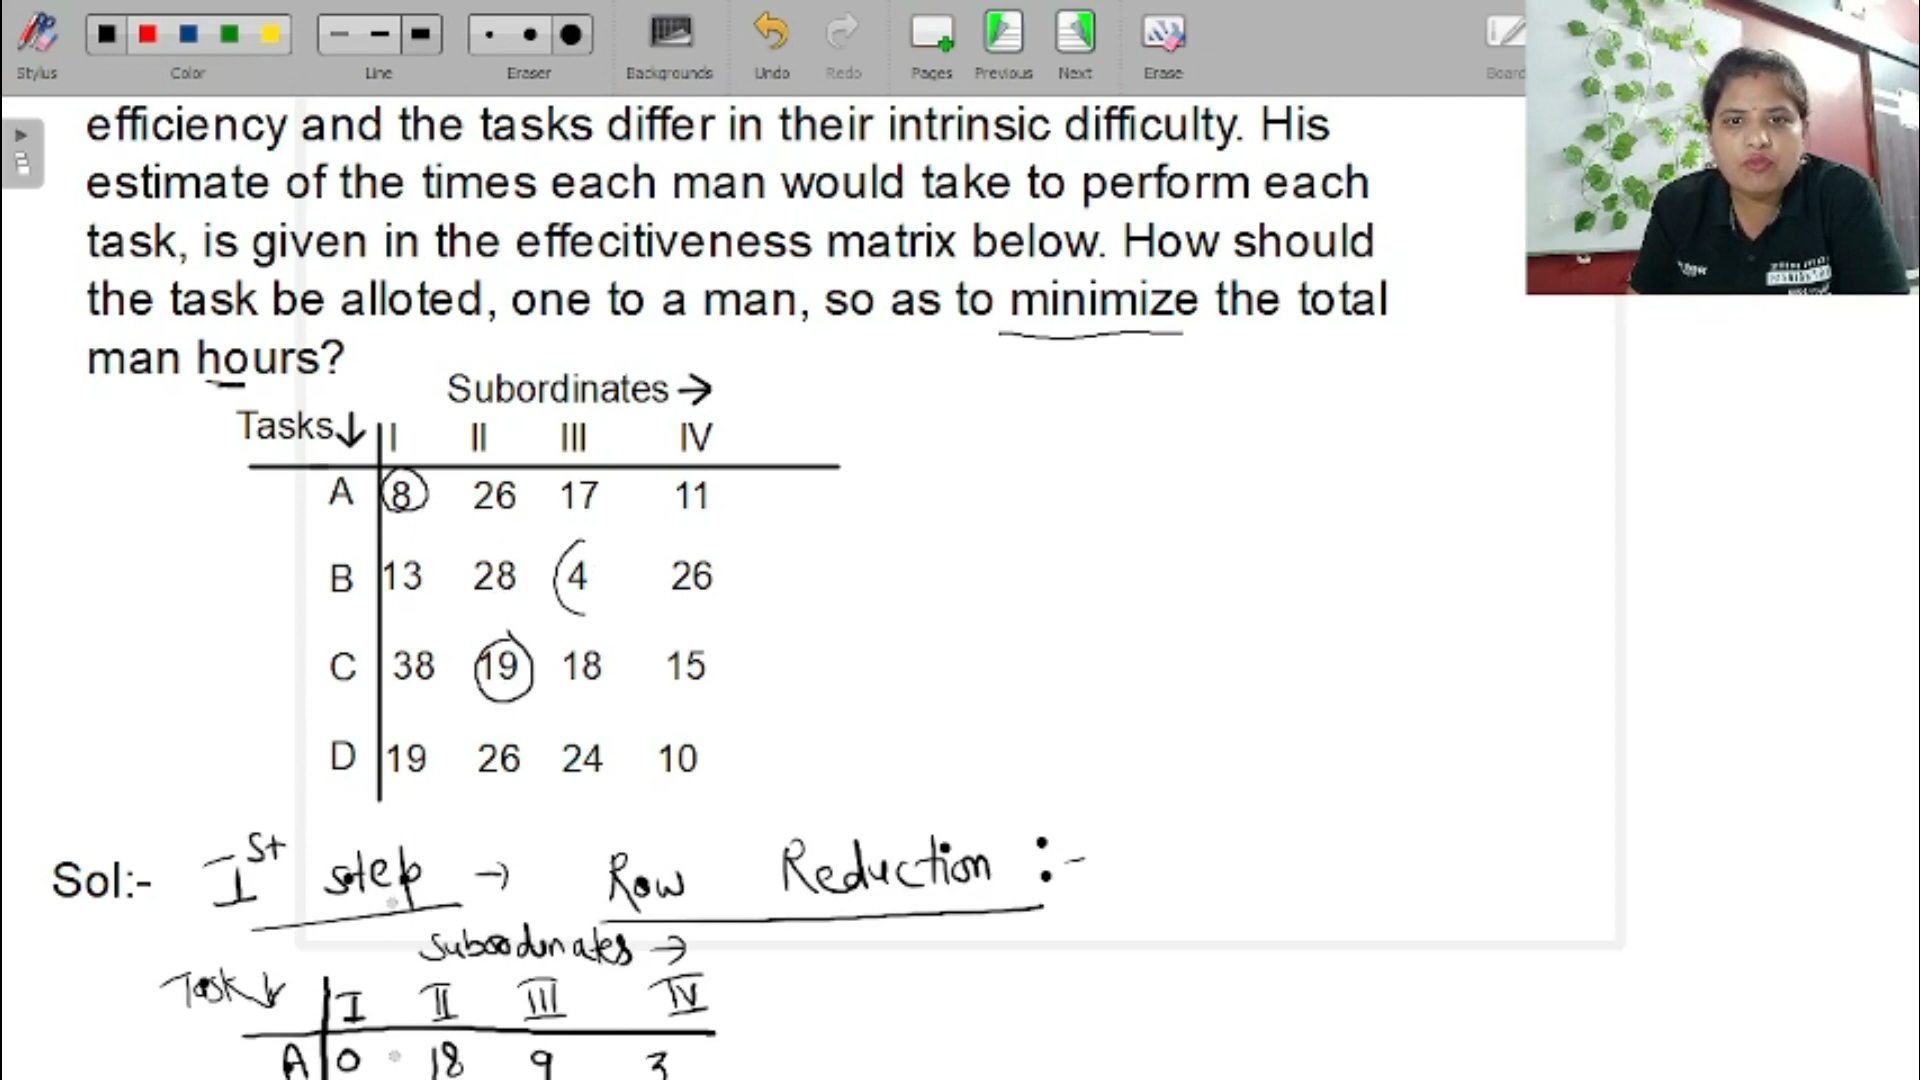 Stylus Color Line Eraser Backgrounds Undo Redo Pages Previous Next Erase Board
efficiency and the tasks differ in their intrinsic difficulty. His
estimate of the times each man would take to perform each
task, is given in the effecitiveness matrix below. How should
the task be alloted, one to a man, so as to minimize the total
man hours?
Subordinates →
Tasks↓ I II III IV
A 8 26 17 11
B 13 28 4 26
C 38 19 18 15
D 19 26 24 10
Sol:- Ist step → Row Reduction :-
Subordinates →
Task↓ I II III IV
A 0 18 9 3